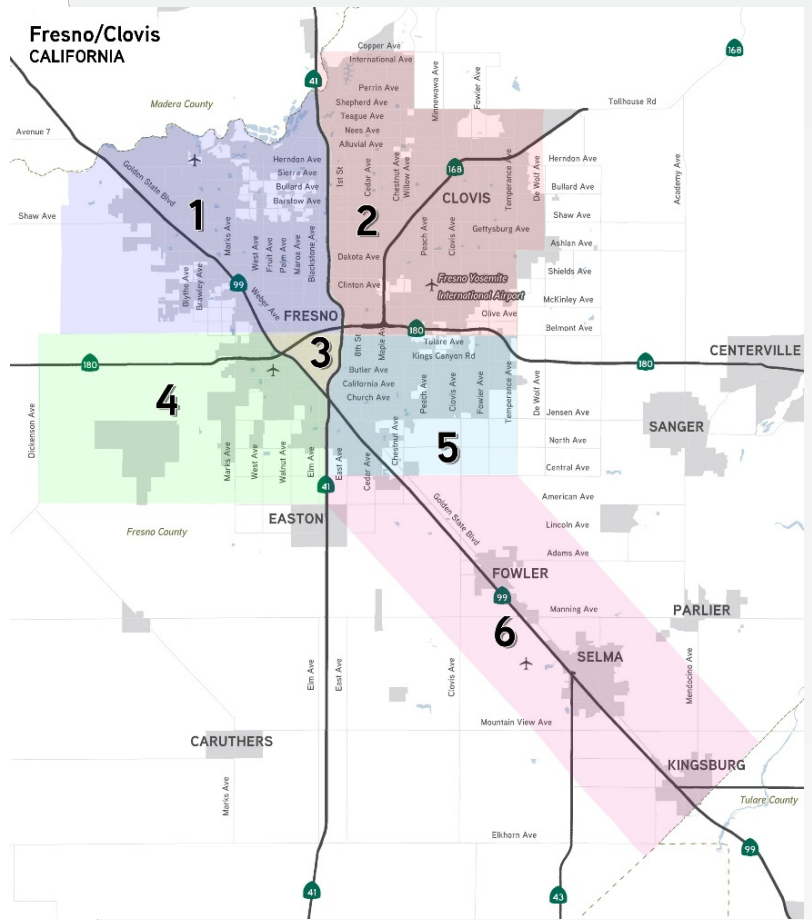 Fresno/Clovis
CALIFORNIA
41
168
Copper Ave
International Ave
Minnewawa Ave
Fowler Ave
Perrin Ave
Shepherd Ave
Teague Ave
Nees Ave
Alluvial Ave
Tollhouse Rd
Madera County
Avenue 7
Golden State Blvd
Herndon Ave
Sierra Ave
Bullard Ave
Barstow Ave
1st St
Cedar Ave
Chestnut Ave
Willow Ave
168
Temperance Ave
De Wolf Ave
Herndon Ave
Bullard Ave
Academy Ave
CLOVIS
1
2
Shaw Ave
Shaw Ave
Marks Ave
West Ave
Fruit Ave
Palm Ave
Maroa Ave
Blackstone Ave
Peach Ave
Clovis Ave
Gettysburg Ave
Ashlan Ave
Dakota Ave
Shields Ave
Blythe Ave
Brawley Ave
99
Weber Ave
Clinton Ave
Fresno Yosemite
International Airport
McKinley Ave
FRESNO
Olive Ave
Belmont Ave
180
3
8th St
Maple Ave
Tulare Ave
Kings Canyon Rd
CENTERVILLE
180
180
Butler Ave
California Ave
Church Ave
Peach Ave
Clovis Ave
Fowler Ave
Temperance Ave
De Wolf Ave
4
Dickenson Ave
Jensen Ave
SANGER
North Ave
Central Ave
5
Marks Ave
West Ave
Walnut Ave
Elm Ave
East Ave
Cedar Ave
Chestnut Ave
41
American Ave
Golden State Blvd
EASTON
Lincoln Ave
Fresno County
Adams Ave
FOWLER
99
Manning Ave
PARLIER
6
SELMA
Elm Ave
East Ave
Clovis Ave
Mendocino Ave
Mountain View Ave
CARUTHERS
KINGSBURG
Marks Ave
Tulare County
Elkhorn Ave
99
41
43